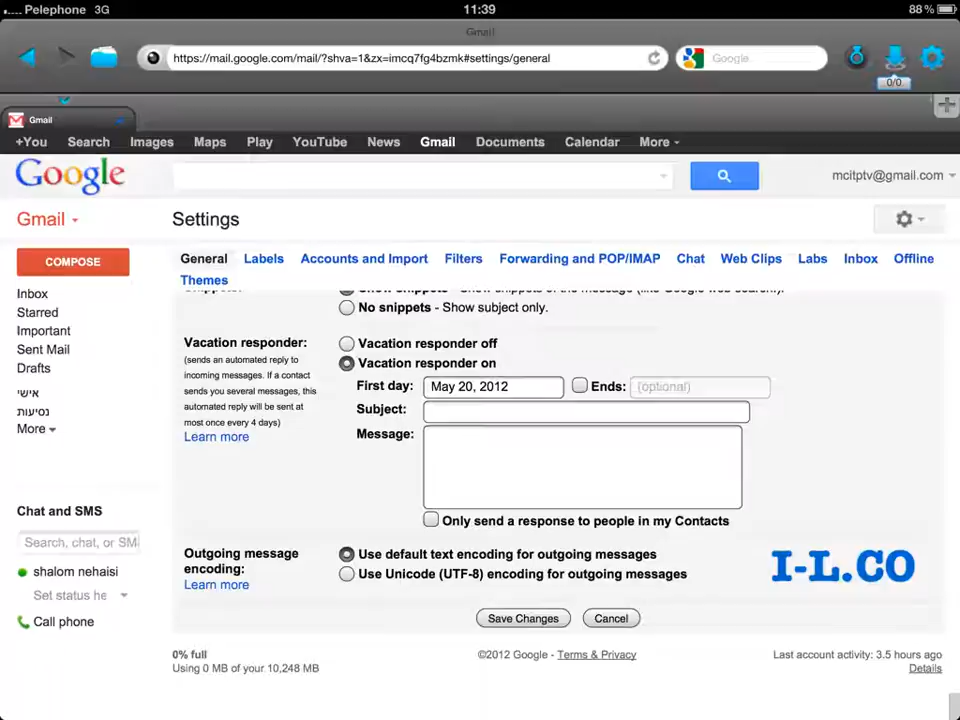 Pelephone 3G 11:39 88%
Gmail
https://mail.google.com/mail/?shva=1&zx=imcq7fg4bzmk#settings/general
Google
0/0
Gmail
+You Search Images Maps Play YouTube News Gmail Documents Calendar More
Google mcitptv@gmail.com
Gmail Settings
COMPOSE
General Labels Accounts and Import Filters Forwarding and POP/IMAP Chat Web Clips Labs Inbox Offline
Themes
Inbox
Starred
Important
Sent Mail
Drafts
אישי
נסיעות
More
Chat and SMS
Search, chat, or SM
shalom nehaisi
Set status he
Call phone
No snippets - Show subject only.
Vacation responder:
(sends an automated reply to
incoming messages. If a contact
sends you several messages, this
automated reply will be sent at
most once every 4 days)
Learn more
Vacation responder off
Vacation responder on
First day: May 20, 2012 Ends: (optional)
Subject:
Message:
Only send a response to people in my Contacts
Outgoing message
encoding:
Learn more
Use default text encoding for outgoing messages
Use Unicode (UTF-8) encoding for outgoing messages
I-L.CO
Save Changes Cancel
0% full
Using 0 MB of your 10,248 MB
©2012 Google - Terms & Privacy
Last account activity: 3.5 hours ago
Details